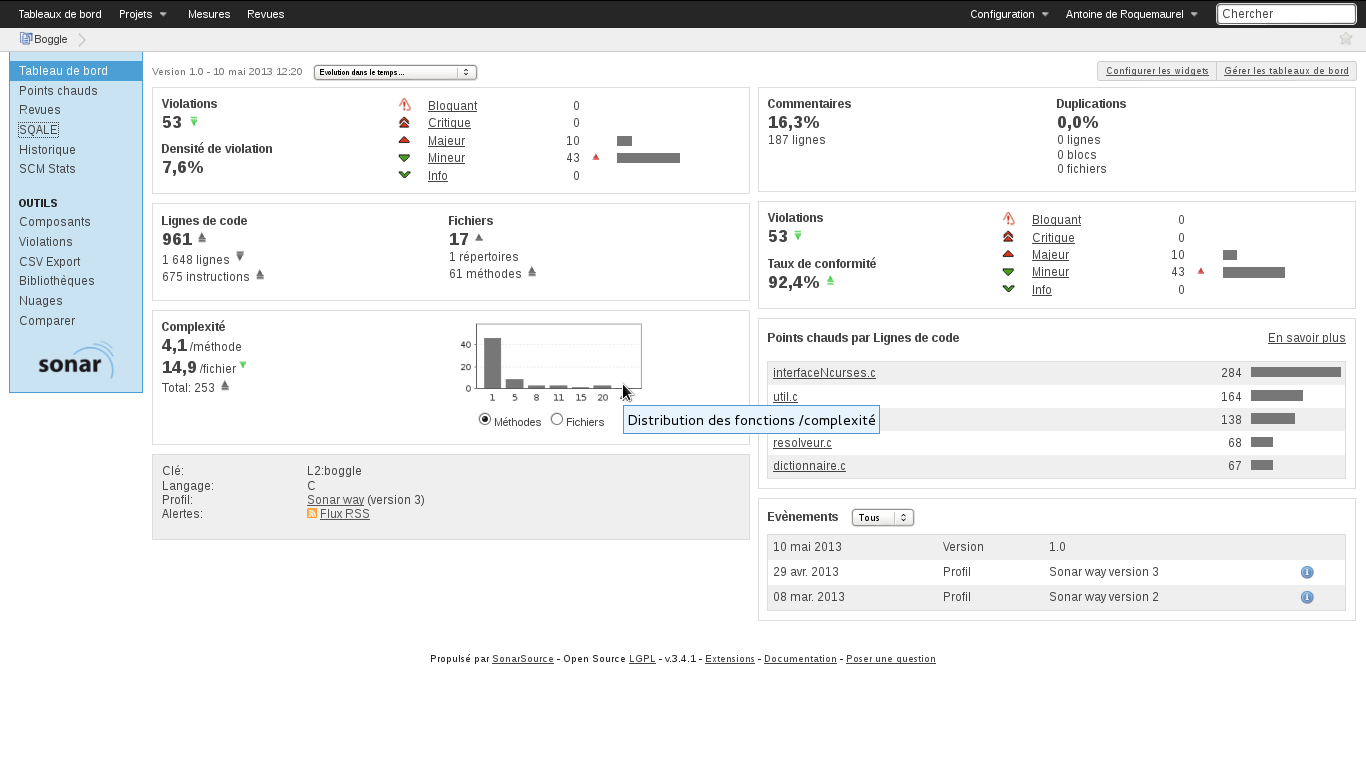 Tableaux de bord Projets Mesures Revues Configuration Antoine de Roquemaurel Chercher
Boggle
Tableau de bord
Points chauds
Revues
SQALE
Historique
SCM Stats
OUTILS
Composants
Violations
CSV Export
Bibliothèques
Nuages
Comparer
sonar
Version 1.0 - 10 mai 2013 12:20 Evolution dans le temps... Configurer les widgets Gérer les tableaux de bord
Violations
53
Densité de violation
7,6%
Bloquant 0
Critique 0
Majeur 10
Mineur 43
Info 0
Lignes de code
961
1 648 lignes
675 instructions
Fichiers
17
1 répertoires
61 méthodes
Complexité
4,1 /méthode
14,9 /fichier
Total: 253
40
20
0
1 5 8 11 15 20
Méthodes Fichiers
Distribution des fonctions /complexité
Clé: L2:boggle
Langage: C
Profil: Sonar way (version 3)
Alertes: Flux RSS
Commentaires
16,3%
187 lignes
Duplications
0,0%
0 lignes
0 blocs
0 fichiers
Violations
53
Taux de conformité
92,4%
Bloquant 0
Critique 0
Majeur 10
Mineur 43
Info 0
Points chauds par Lignes de code En savoir plus
interfaceNcurses.c 284
util.c 164
138
resolveur.c 68
dictionnaire.c 67
Evènements Tous
10 mai 2013 Version 1.0
29 avr. 2013 Profil Sonar way version 3
08 mar. 2013 Profil Sonar way version 2
Propulsé par SonarSource - Open Source LGPL - v.3.4.1 - Extensions - Documentation - Poser une question